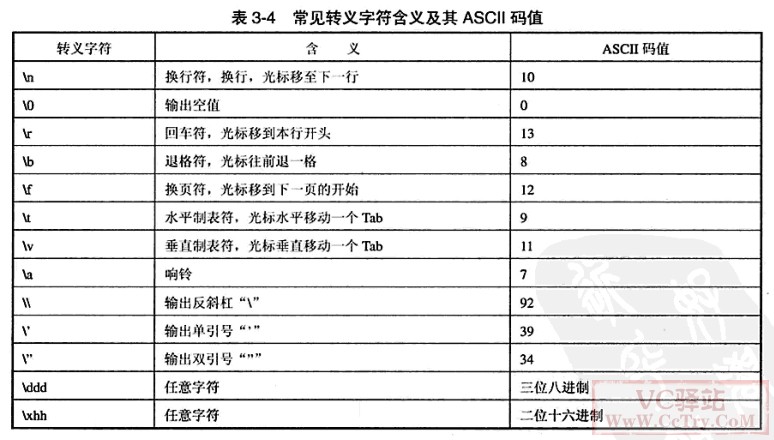 表 3-4 常见转义字符含义及其 ASCII 码值
转义字符 含 义 ASCII 码值
\n 换行符，换行，光标移至下一行 10
\0 输出空值 0
\r 回车符，光标移到本行开头 13
\b 退格符，光标往前退一格 8
\f 换页符，光标移到下一页的开始 12
\t 水平制表符，光标水平移动一个 Tab 9
\v 垂直制表符，光标垂直移动一个 Tab 11
\a 响铃 7
\\ 输出反斜杠“\” 92
\' 输出单引号“'” 39
\" 输出双引号“"” 34
\ddd 任意字符 三位八进制
\xhh 任意字符 二位十六进制
VC驿站
Www.CcTry.CoM